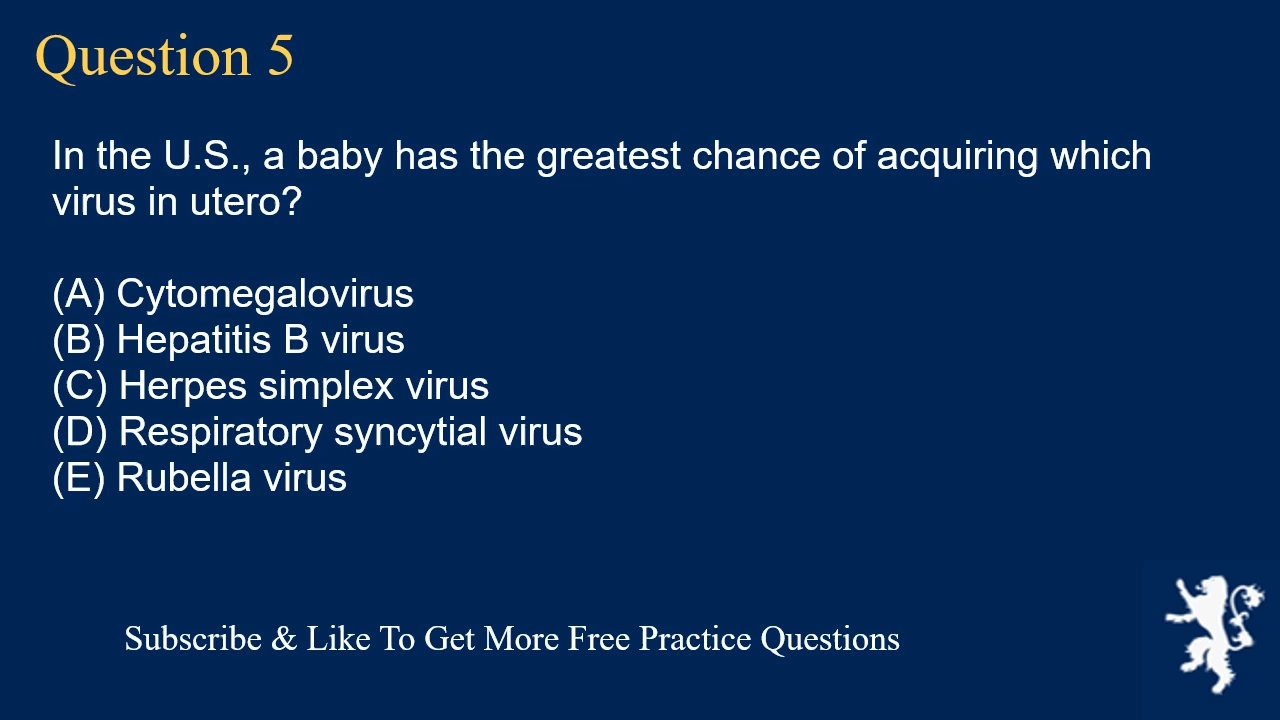 Question 5
In the U.S., a baby has the greatest chance of acquiring which
virus in utero?
(A) Cytomegalovirus
(B) Hepatitis B virus
(C) Herpes simplex virus
(D) Respiratory syncytial virus
(E) Rubella virus
Subscribe & Like To Get More Free Practice Questions